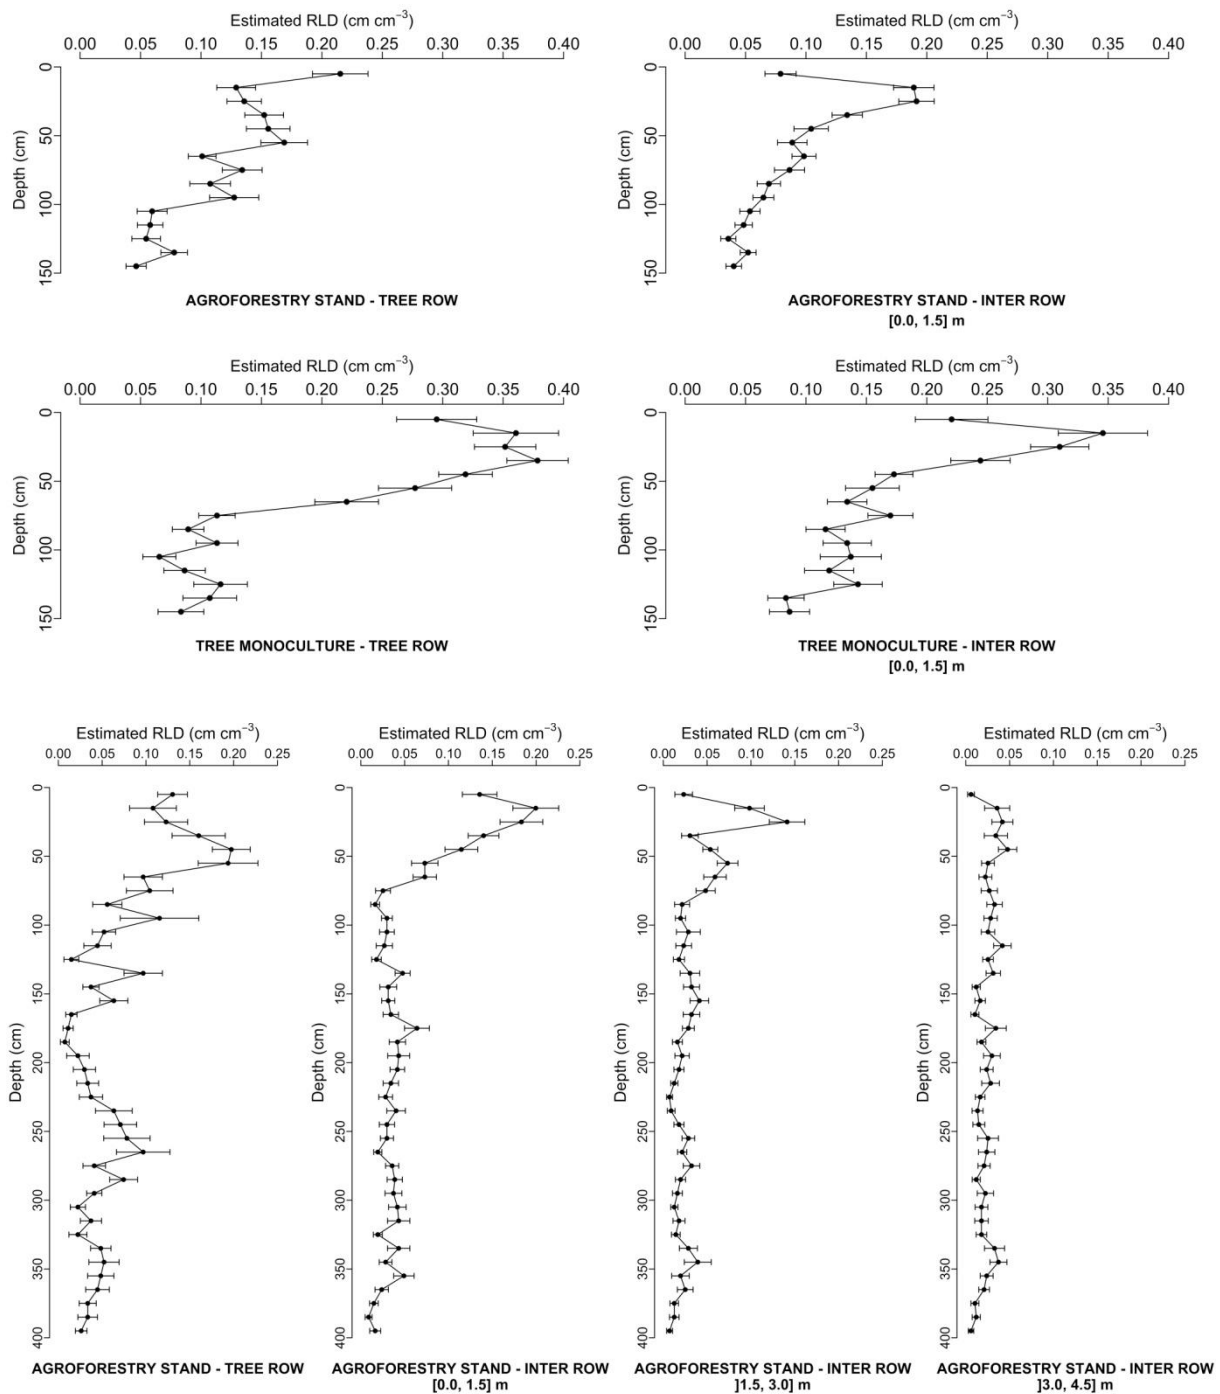 Estimated RLD (cm cm⁻³)
0.00 0.05 0.10 0.15 0.20 0.25 0.30 0.35 0.40
Depth (cm)
0
50
100
150
AGROFORESTRY STAND - TREE ROW
Estimated RLD (cm cm⁻³)
0.00 0.05 0.10 0.15 0.20 0.25 0.30 0.35 0.40
Depth (cm)
0
50
100
150
AGROFORESTRY STAND - INTER ROW
[0.0, 1.5] m
Estimated RLD (cm cm⁻³)
0.00 0.05 0.10 0.15 0.20 0.25 0.30 0.35 0.40
Depth (cm)
0
50
100
150
TREE MONOCULTURE - TREE ROW
Estimated RLD (cm cm⁻³)
0.00 0.05 0.10 0.15 0.20 0.25 0.30 0.35 0.40
Depth (cm)
0
50
100
150
TREE MONOCULTURE - INTER ROW
[0.0, 1.5] m
Estimated RLD (cm cm⁻³)
0.00 0.05 0.10 0.15 0.20 0.25
Depth (cm)
0
50
100
150
200
250
300
350
400
AGROFORESTRY STAND - TREE ROW
Estimated RLD (cm cm⁻³)
0.00 0.05 0.10 0.15 0.20 0.25
Depth (cm)
0
50
100
150
200
250
300
350
400
AGROFORESTRY STAND - INTER ROW
[0.0, 1.5] m
Estimated RLD (cm cm⁻³)
0.00 0.05 0.10 0.15 0.20 0.25
Depth (cm)
0
50
100
150
200
250
300
350
400
AGROFORESTRY STAND - INTER ROW
]1.5, 3.0] m
Estimated RLD (cm cm⁻³)
0.00 0.05 0.10 0.15 0.20 0.25
Depth (cm)
0
50
100
150
200
250
300
350
400
AGROFORESTRY STAND - INTER ROW
]3.0, 4.5] m